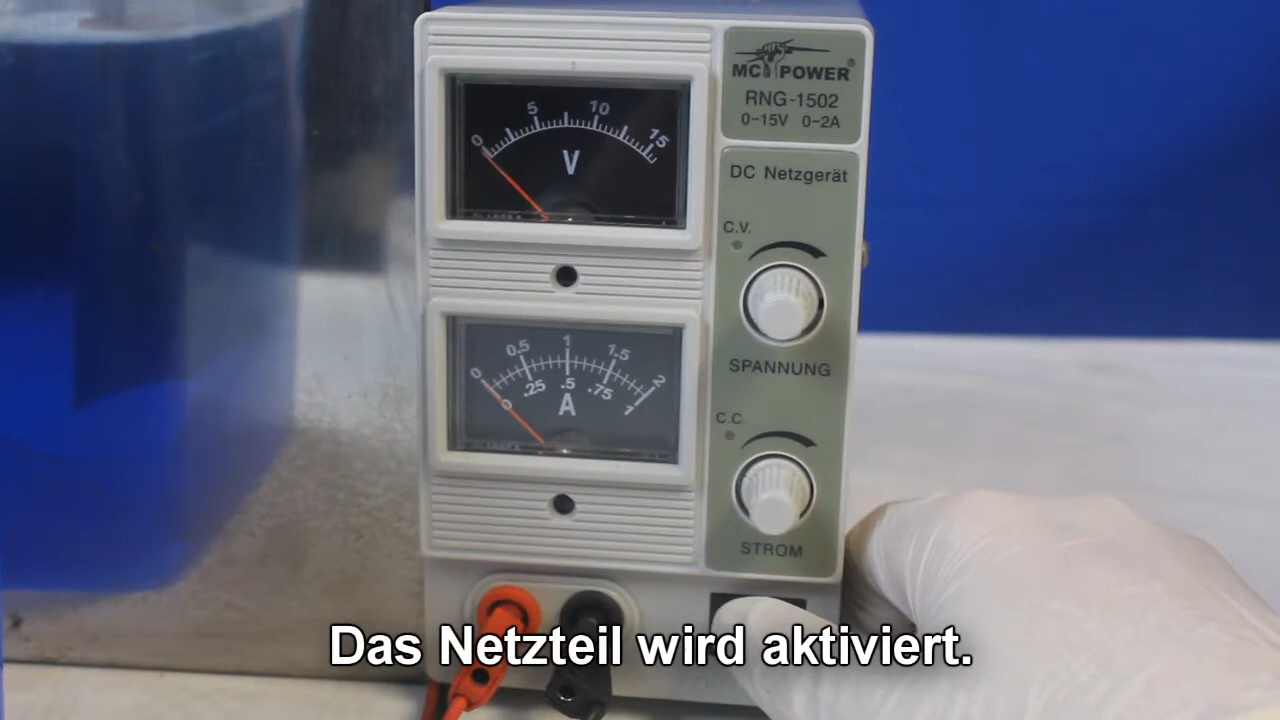 MC POWER®
RNG-1502
0-15V 0-2A
0 5 10 15
V
DC Netzgerät
C.V.
SPANNUNG
0 0.5 1 1.5 2
0 .25 .5 .75 1
A
C.C.
STROM
Das Netzteil wird aktiviert.